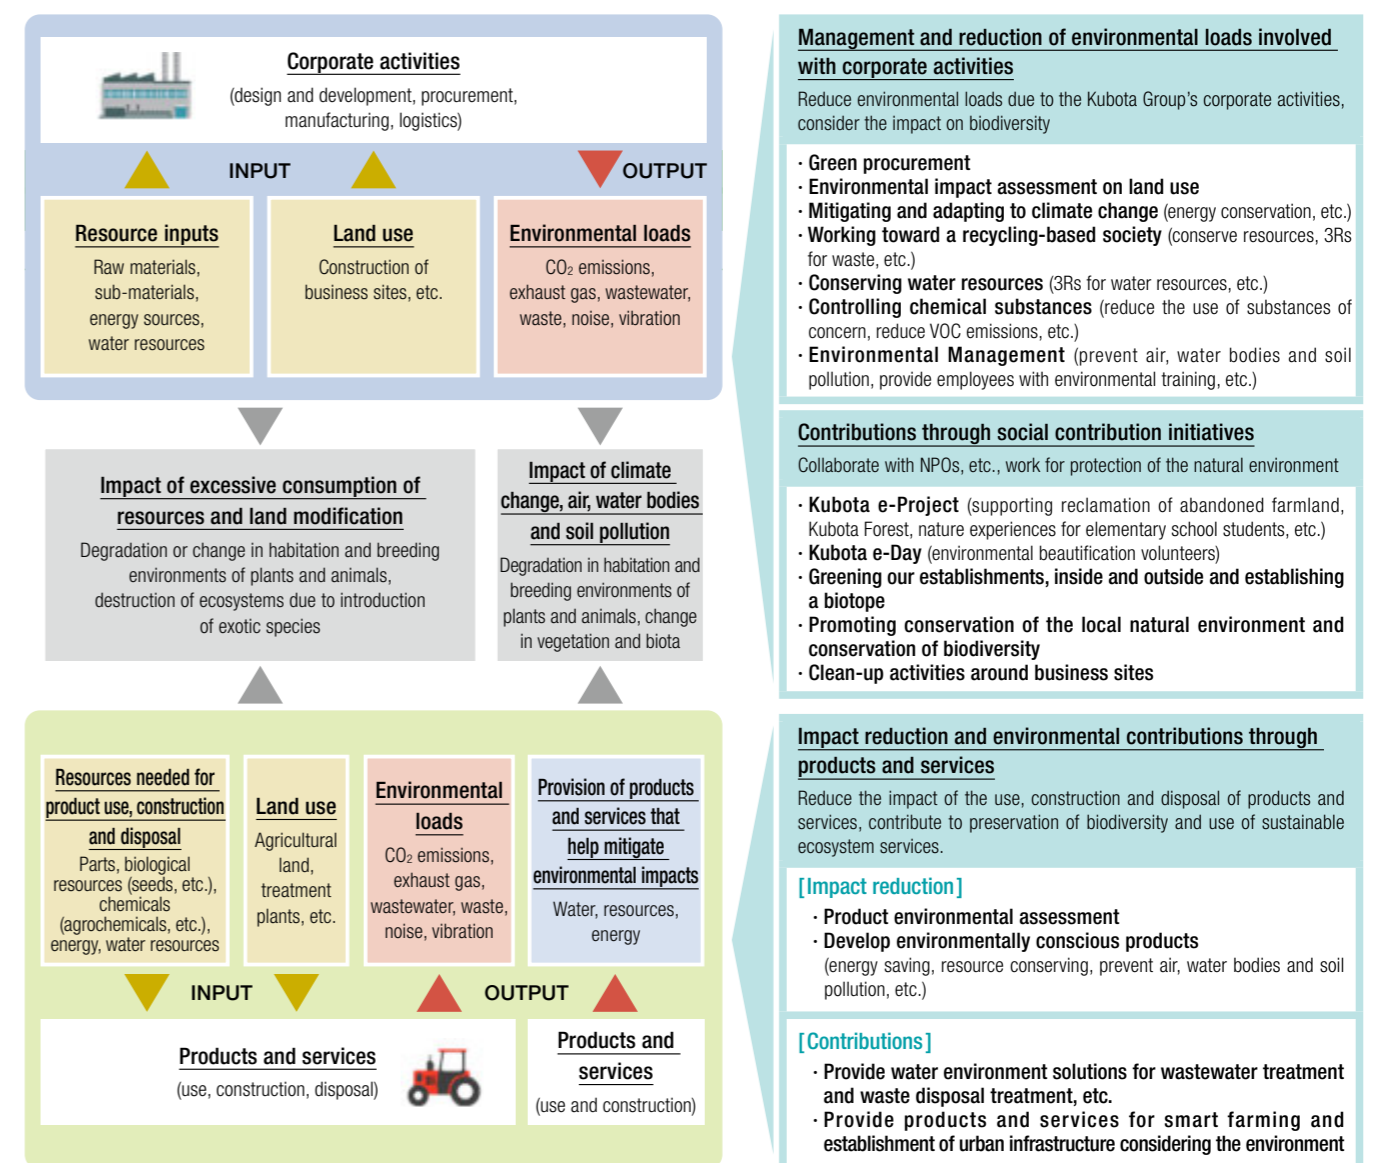 Corporate activities
(design and development, procurement,
manufacturing, logistics)
INPUT
OUTPUT
Resource inputs
Raw materials,
sub-materials,
energy sources,
water resources
Land use
Construction of
business sites, etc.
Environmental loads
CO₂ emissions,
exhaust gas, wastewater,
waste, noise, vibration
Impact of excessive consumption of
resources and land modification
Degradation or change in habitation and breeding
environments of plants and animals,
destruction of ecosystems due to introduction
of exotic species
Impact of climate
change, air, water bodies
and soil pollution
Degradation in habitation and
breeding environments of
plants and animals, change
in vegetation and biota
Resources needed for
product use, construction
and disposal
Parts, biological
resources (seeds, etc.),
chemicals
(agrochemicals, etc.),
energy, water resources
Land use
Agricultural
land,
treatment
plants, etc.
Environmental
loads
CO₂ emissions,
exhaust gas,
wastewater, waste,
noise, vibration
Provision of products
and services that
help mitigate
environmental impacts
Water, resources,
energy
INPUT
OUTPUT
Products and services
(use, construction, disposal)
Products and
services
(use and construction)
Management and reduction of environmental loads involved
with corporate activities
Reduce environmental loads due to the Kubota Group's corporate activities,
consider the impact on biodiversity
· Green procurement
· Environmental impact assessment on land use
· Mitigating and adapting to climate change (energy conservation, etc.)
· Working toward a recycling-based society (conserve resources, 3Rs
for waste, etc.)
· Conserving water resources (3Rs for water resources, etc.)
· Controlling chemical substances (reduce the use of substances of
concern, reduce VOC emissions, etc.)
· Environmental Management (prevent air, water bodies and soil
pollution, provide employees with environmental training, etc.)
Contributions through social contribution initiatives
Collaborate with NPOs, etc., work for protection of the natural environment
· Kubota e-Project (supporting reclamation of abandoned farmland,
Kubota Forest, nature experiences for elementary school students, etc.)
· Kubota e-Day (environmental beautification volunteers)
· Greening our establishments, inside and outside and establishing
a biotope
· Promoting conservation of the local natural environment and
conservation of biodiversity
· Clean-up activities around business sites
Impact reduction and environmental contributions through
products and services
Reduce the impact of the use, construction and disposal of products and
services, contribute to preservation of biodiversity and use of sustainable
ecosystem services.
[Impact reduction]
· Product environmental assessment
· Develop environmentally conscious products
(energy saving, resource conserving, prevent air, water bodies and soil
pollution, etc.)
[Contributions]
· Provide water environment solutions for wastewater treatment
and waste disposal treatment, etc.
· Provide products and services for smart farming and
establishment of urban infrastructure considering the environment